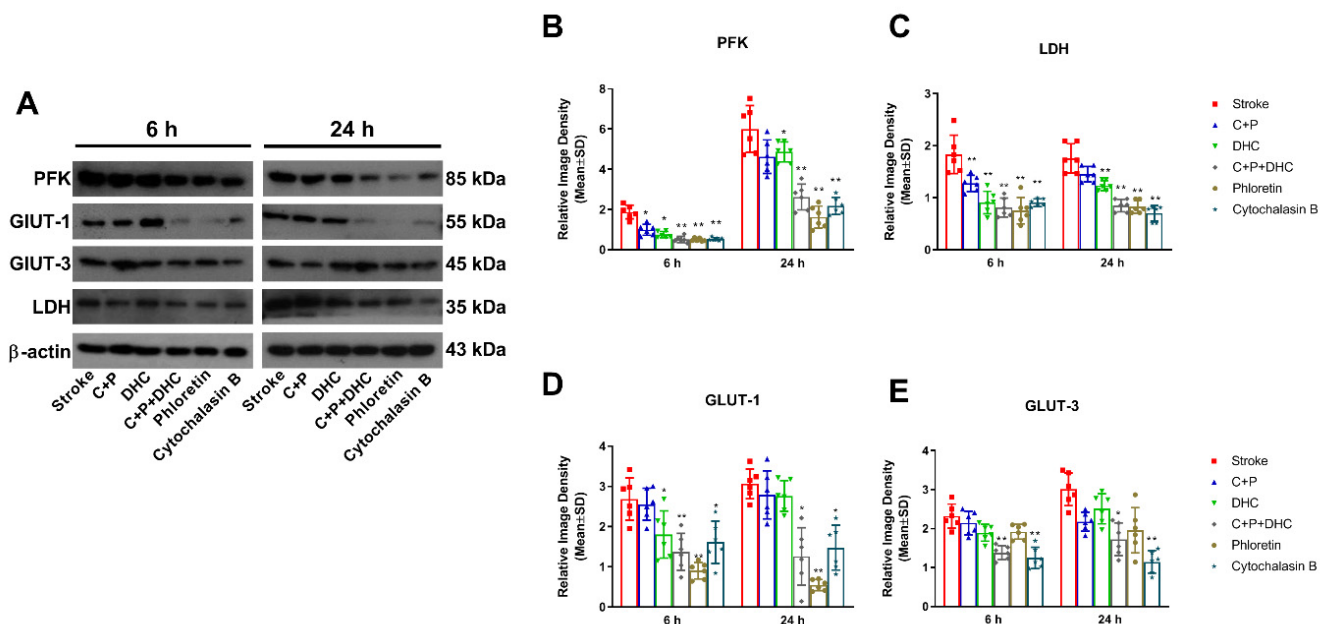 A
6 h
24 h
PFK
85 kDa
GlUT-1
55 kDa
GlUT-3
45 kDa
LDH
35 kDa
β-actin
43 kDa
Stroke
C+P
DHC
C+P+DHC
Phloretin
Cytochalasin B
Stroke
C+P
DHC
C+P+DHC
Phloretin
Cytochalasin B
B
PFK
Relative Image Density
(Mean±SD)
8
6
4
2
0
*
*
**
**
**
*
**
**
**
6 h
24 h
C
LDH
Relative Image Density
(Mean±SD)
3
2
1
0
**
**
**
**
**
**
**
**
**
6 h
24 h
Stroke
C+P
DHC
C+P+DHC
Phloretin
Cytochalasin B
D
GLUT-1
Relative Image Density
(Mean±SD)
4
3
2
1
0
*
**
**
*
*
**
*
6 h
24 h
E
GLUT-3
Relative Image Density
(Mean±SD)
4
3
2
1
0
**
**
*
**
6 h
24 h
Stroke
C+P
DHC
C+P+DHC
Phloretin
Cytochalasin B